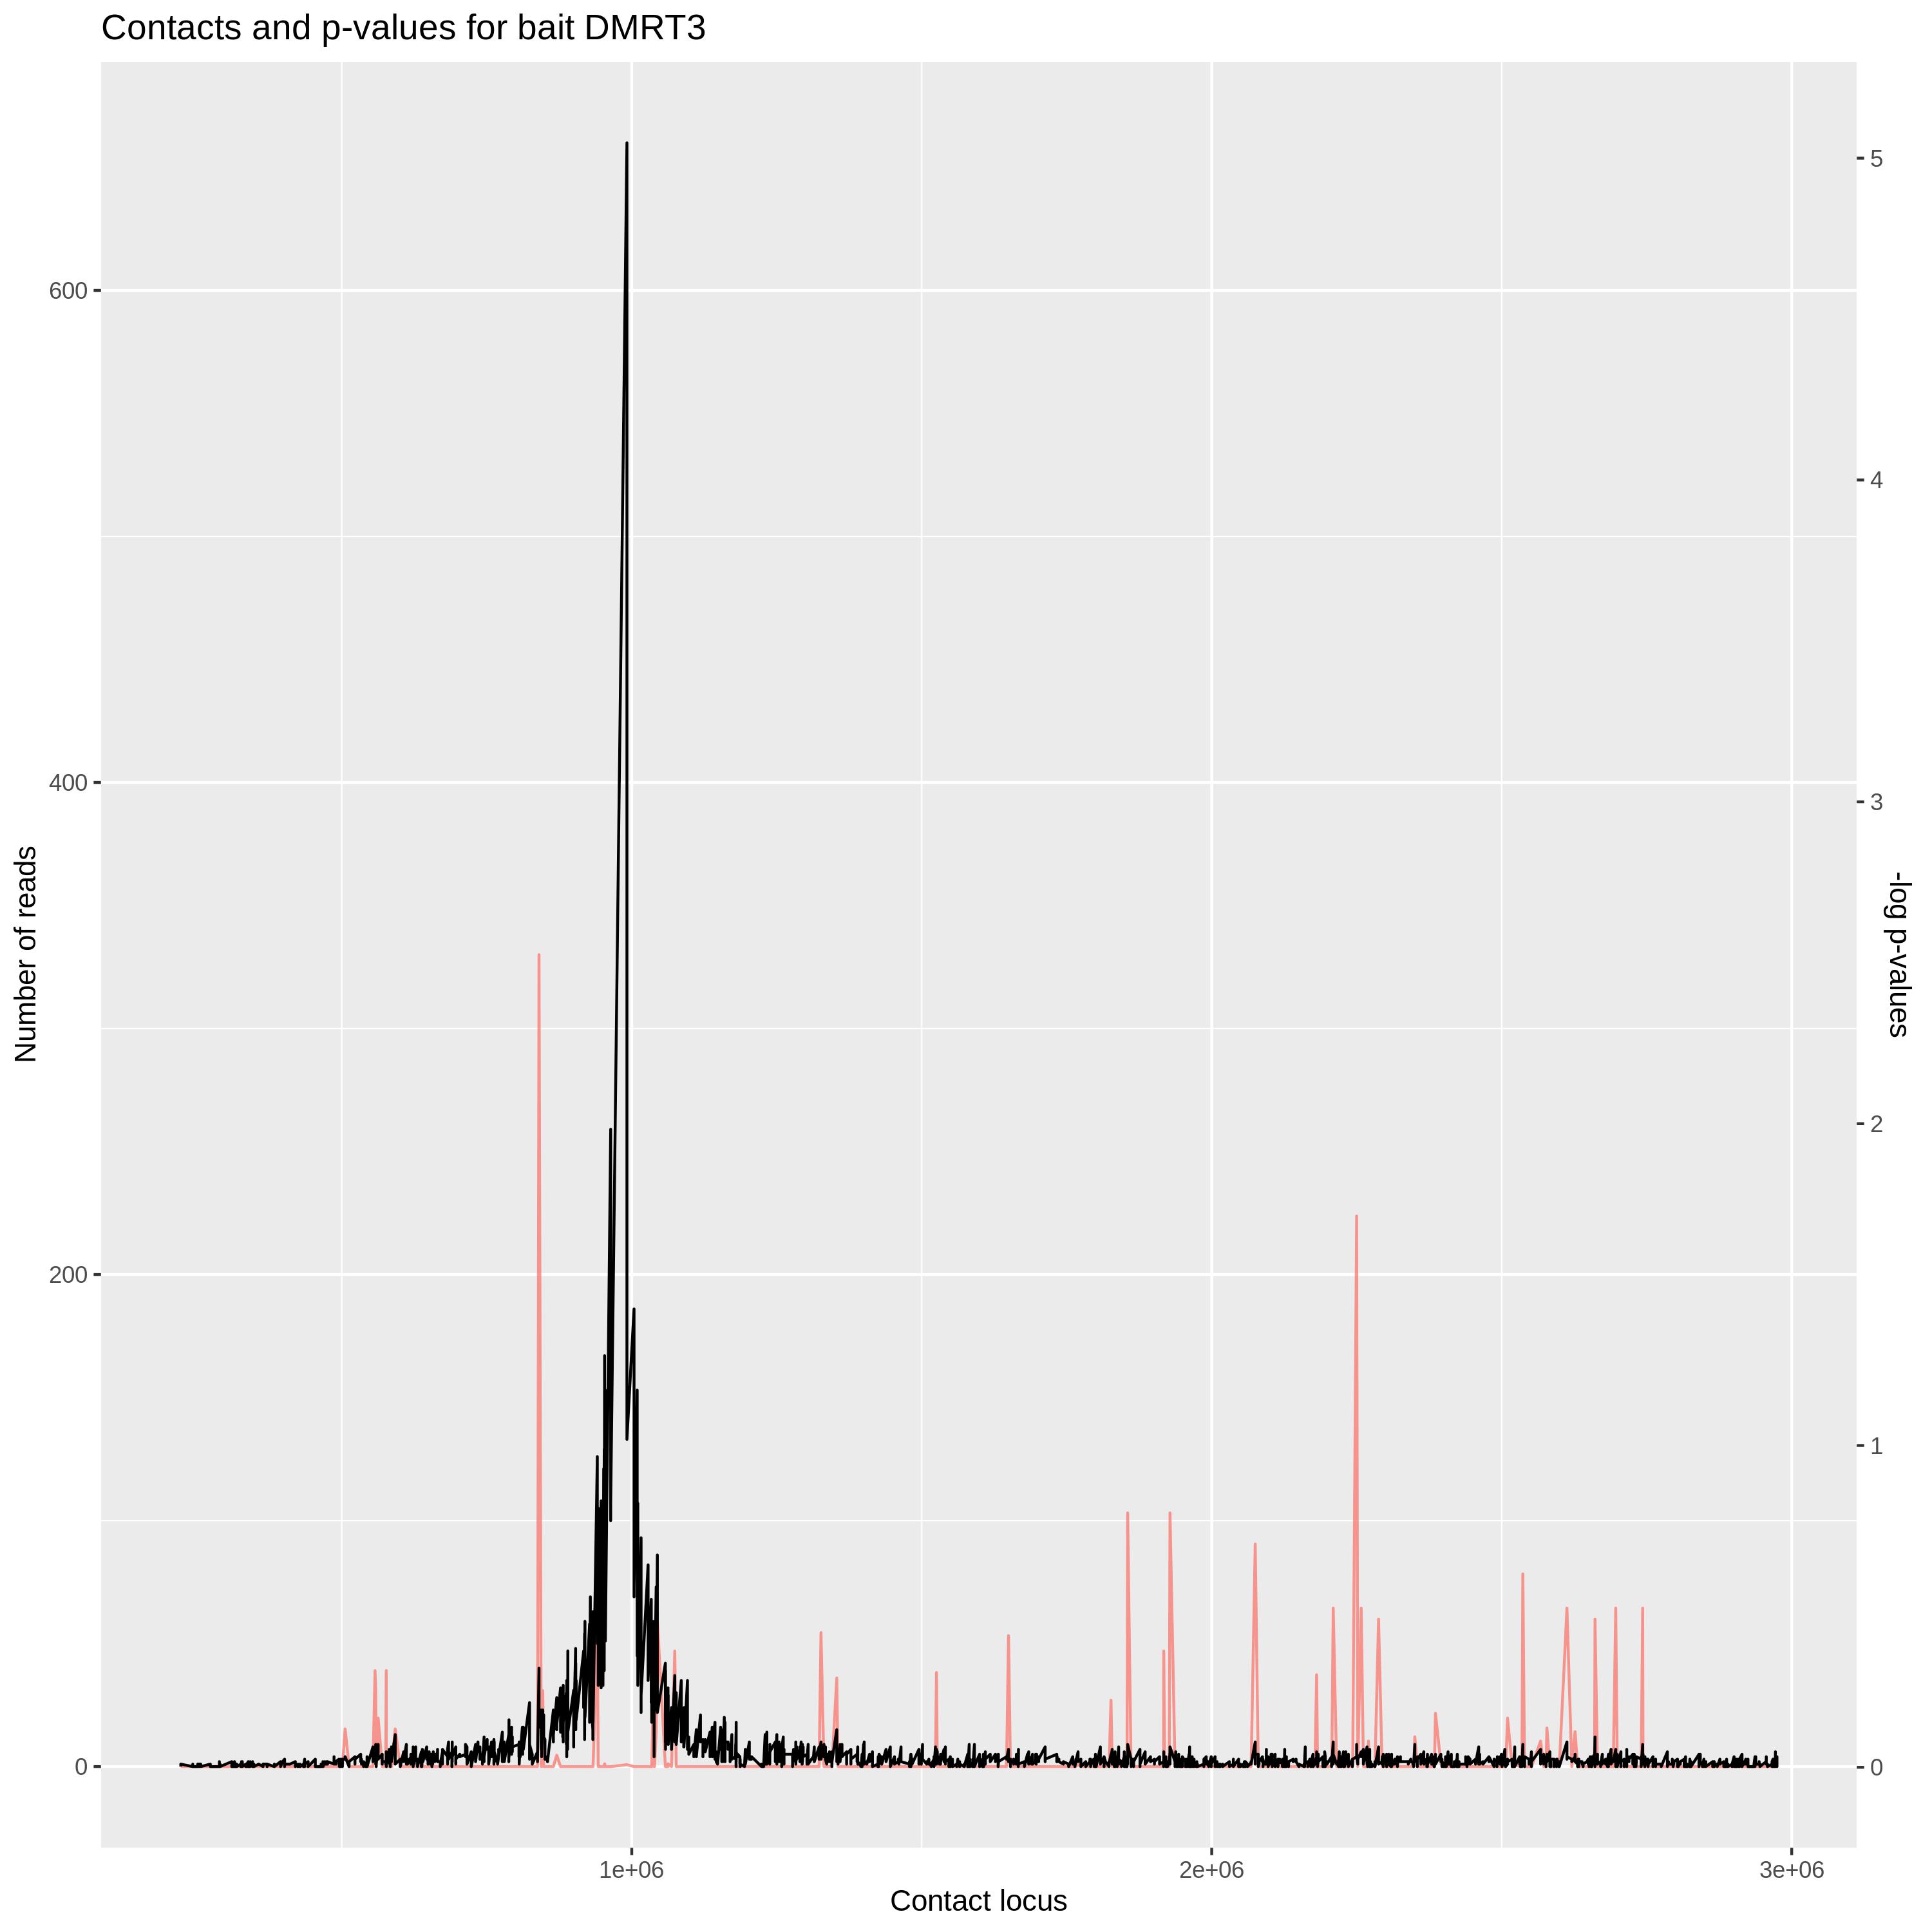 Contacts and p-values for bait DMRT3
600
400
200
0
Number of reads
5
4
3
2
1
0
-log p-values
1e+06
2e+06
3e+06
Contact locus